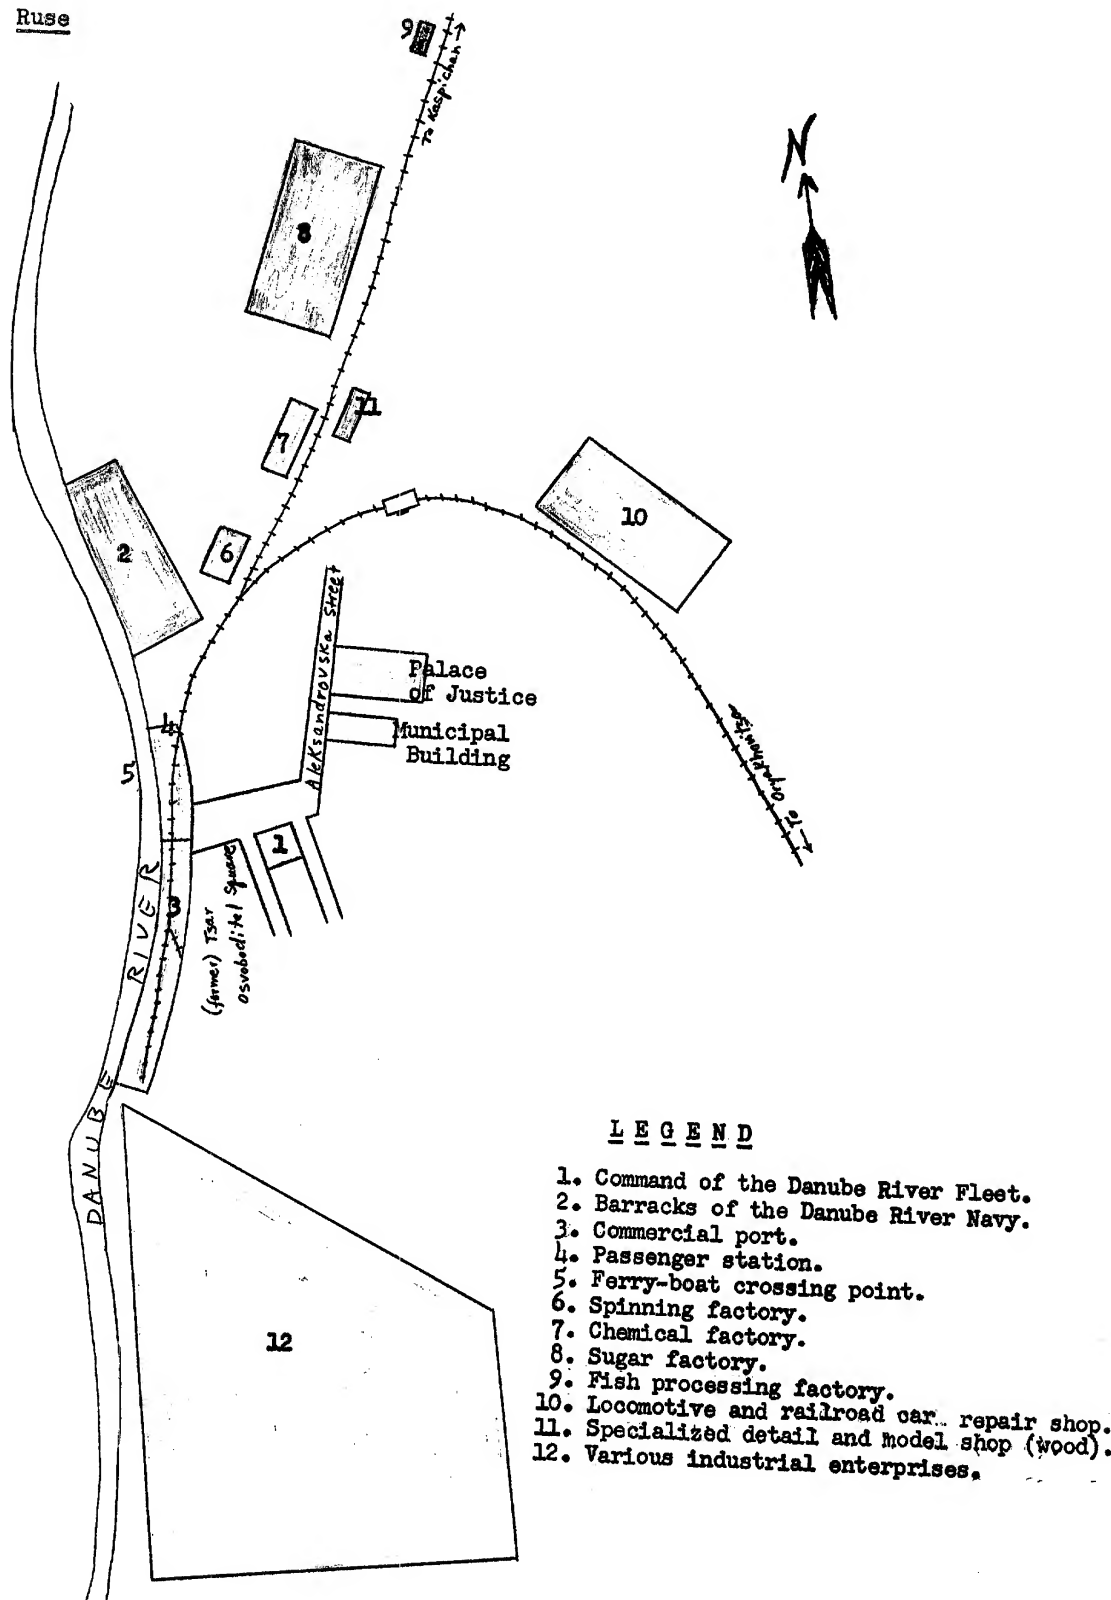 Ruse
9
To Kaspichan
N
8
11
7
10
2
6
Aleksandrovska Street
Palace
of Justice
Municipal
Building
4
5
To Oryakhovitsa
1
3
(former) Tsar
Osvoboditel Square
DANUBE RIVER
12
LEGEND
1. Command of the Danube River Fleet.
2. Barracks of the Danube River Navy.
3. Commercial port.
4. Passenger station.
5. Ferry-boat crossing point.
6. Spinning factory.
7. Chemical factory.
8. Sugar factory.
9. Fish processing factory.
10. Locomotive and railroad car repair shop.
11. Specialized detail and model shop (wood).
12. Various industrial enterprises.